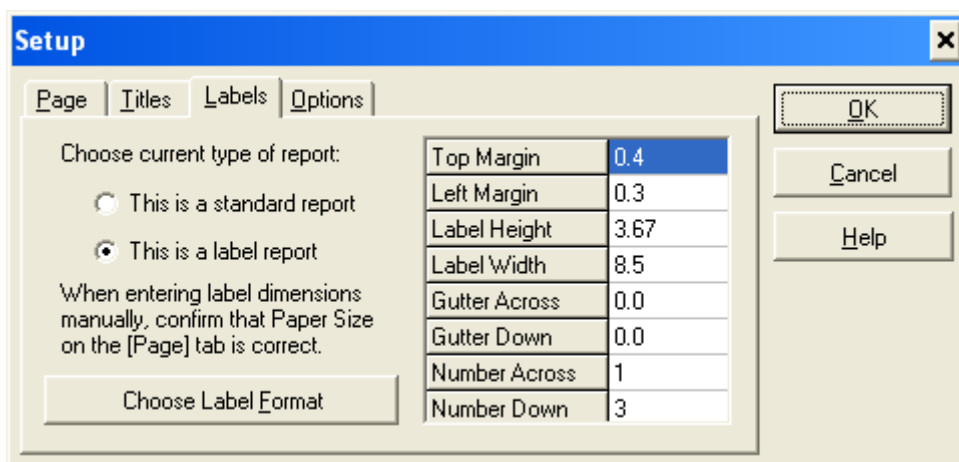 Setup
Page Titles Labels Options
Choose current type of report:
This is a standard report
This is a label report
When entering label dimensions
manually, confirm that Paper Size
on the [Page] tab is correct.
Choose Label Format
Top Margin 0.4
Left Margin 0.3
Label Height 3.67
Label Width 8.5
Gutter Across 0.0
Gutter Down 0.0
Number Across 1
Number Down 3
OK
Cancel
Help